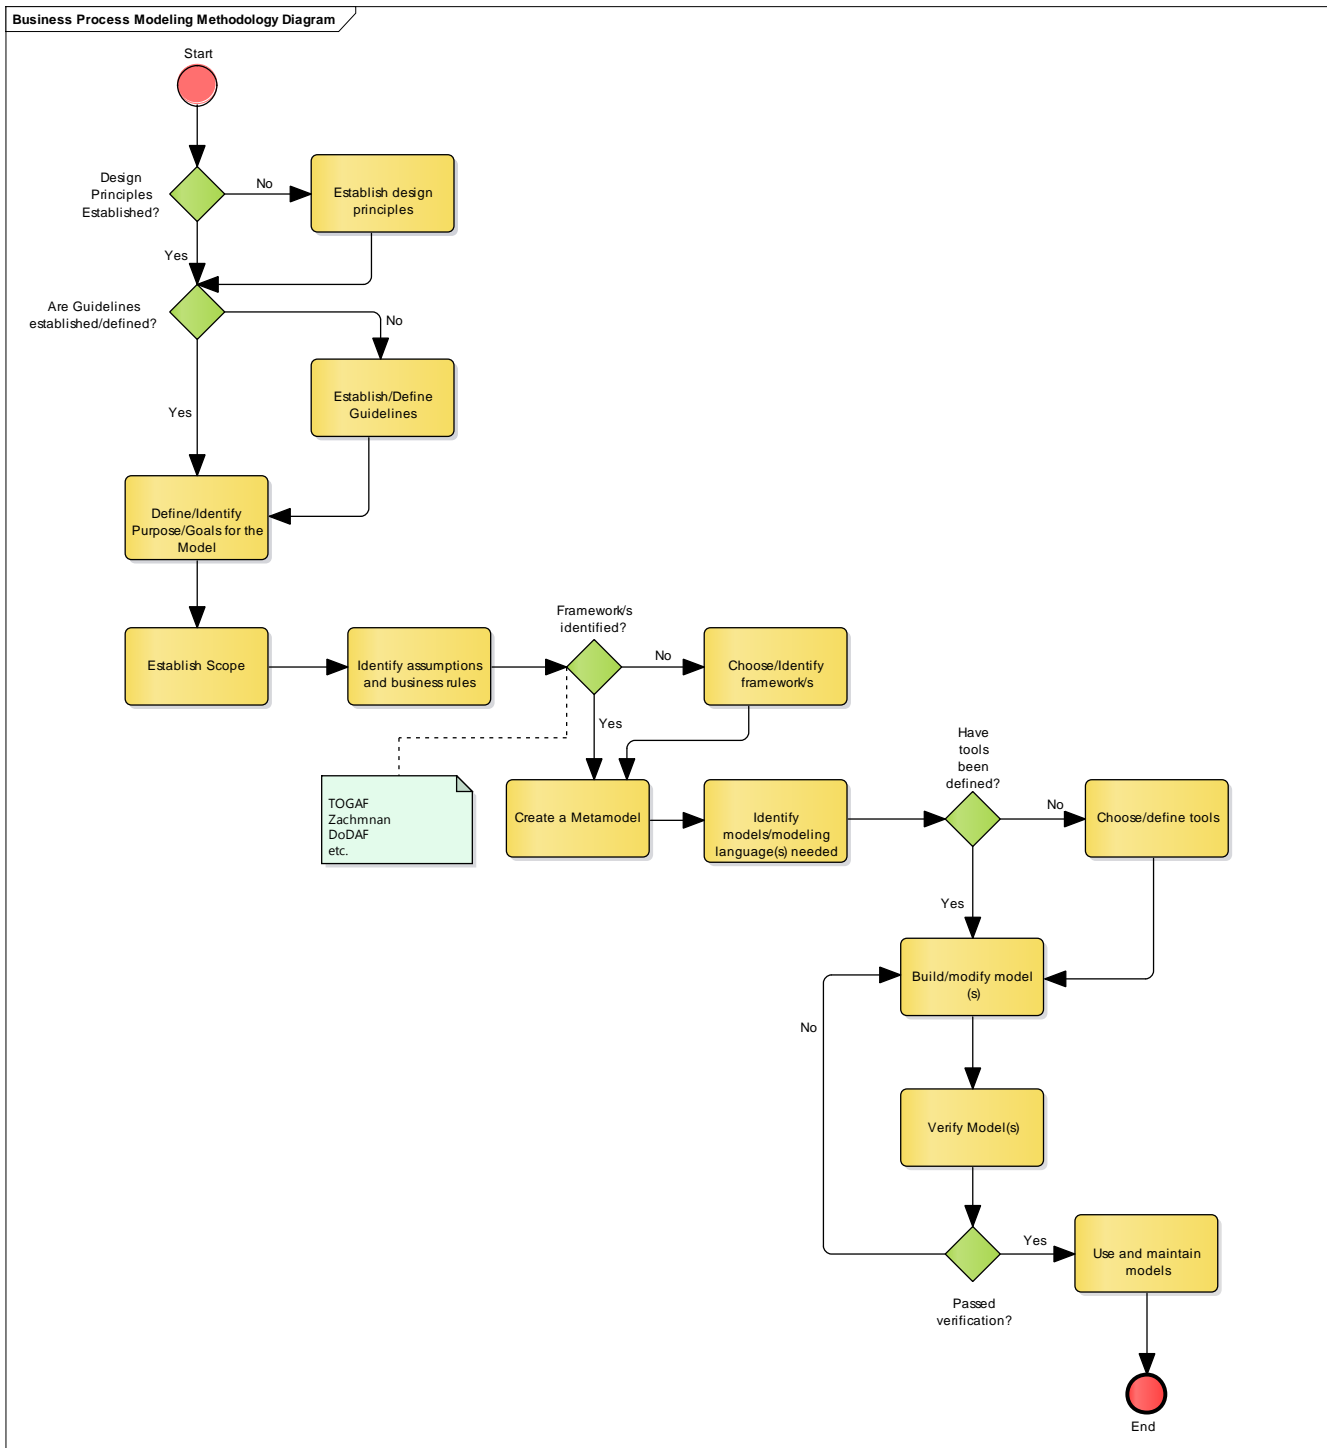 Business Process Modeling Methodology Diagram
Start
Design
Principles
Established?
No
Establish design
principles
Yes
Are Guidelines
established/defined?
No
Establish/Define
Guidelines
Yes
Define/Identify
Purpose/Goals for the
Model
Establish Scope
Identify assumptions
and business rules
Framework/s
identified?
No
Choose/Identify
framework/s
Yes
TOGAF
Zachmnan
DoDAF
etc.
Create a Metamodel
Identify
models/modeling
language(s) needed
Have
tools
been
defined?
No
Choose/define tools
Yes
Build/modify model
(s)
No
Verify Model(s)
Passed
verification?
Yes
Use and maintain
models
End